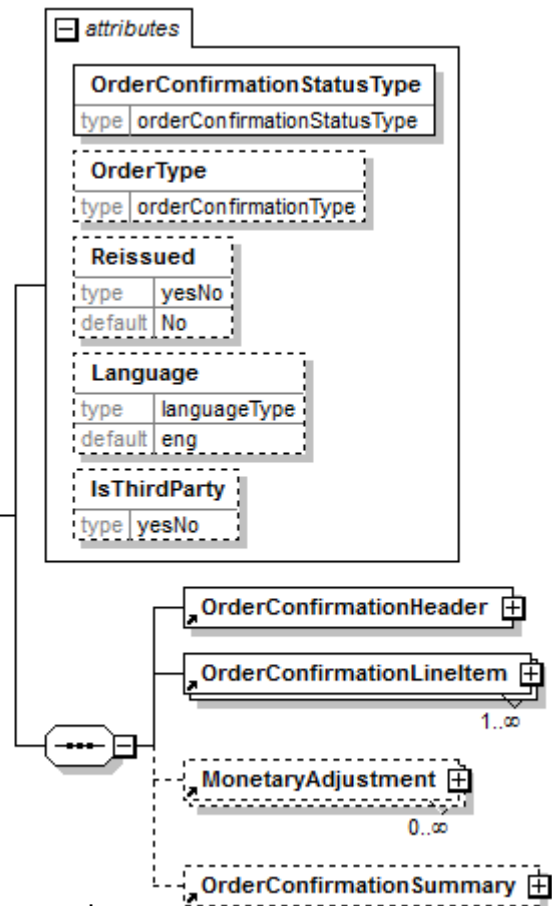 attributes
OrderConfirmationStatusType
type orderConfirmationStatusType
OrderType
type orderConfirmationType
Reissued
type yesNo
default No
Language
type languageType
default eng
IsThirdParty
type yesNo
OrderConfirmationHeader
OrderConfirmationLineItem
1..∞
MonetaryAdjustment
0..∞
OrderConfirmationSummary